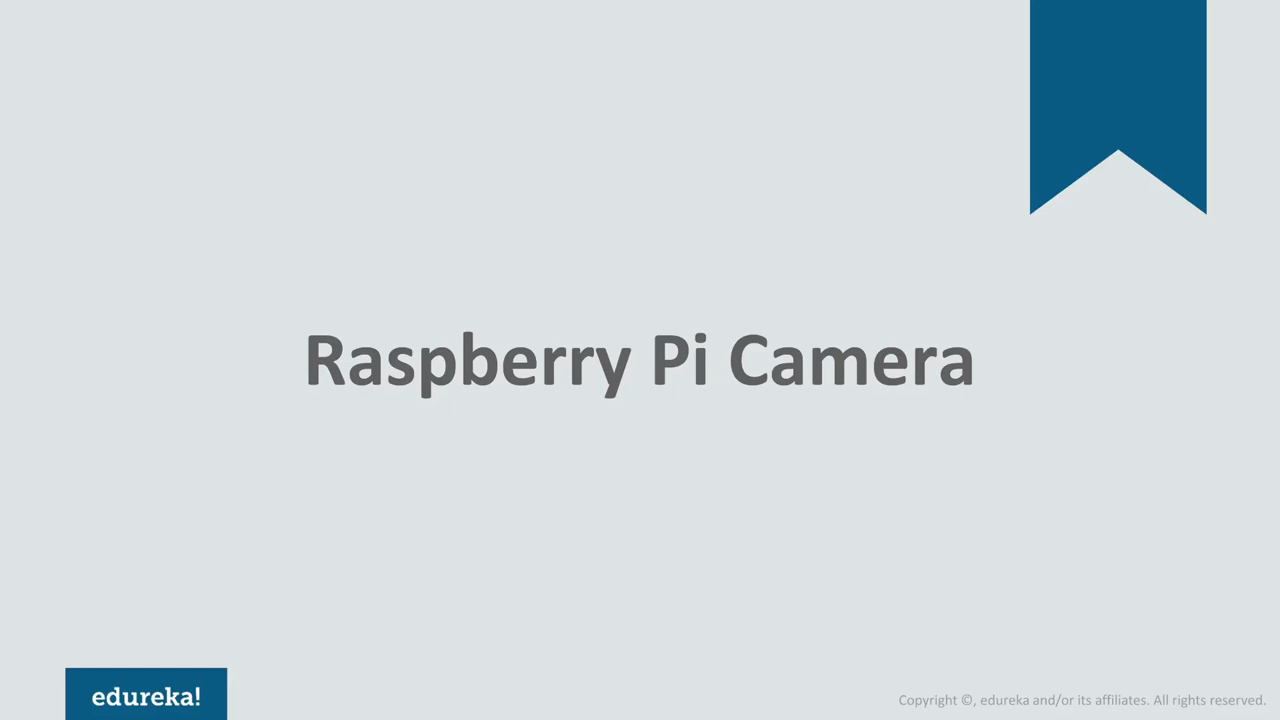 Raspberry Pi Camera
edureka!
Copyright ©, edureka and/or its affiliates. All rights reserved.